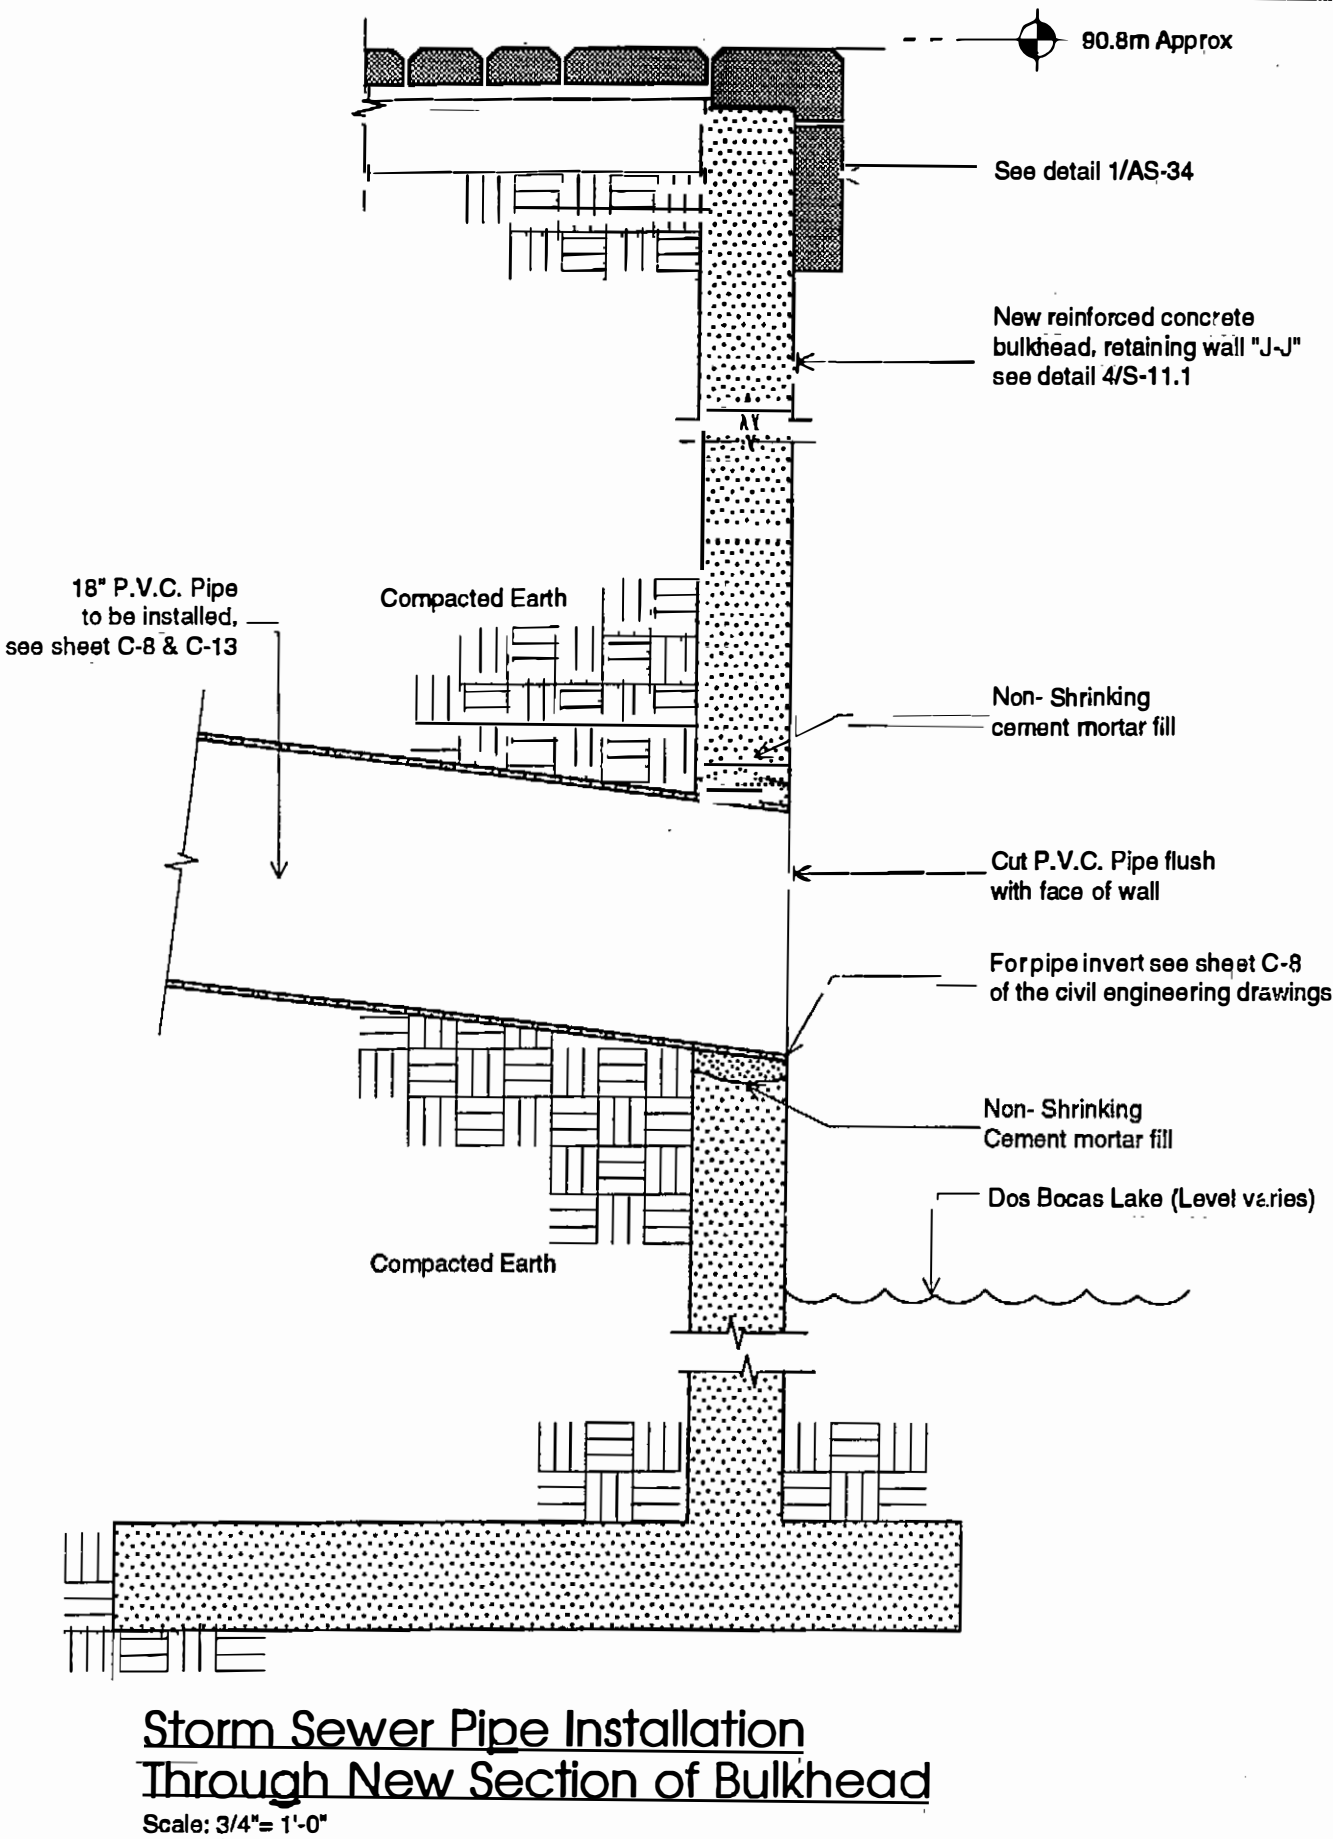 90.8m Approx
See detail 1/AS-34
New reinforced concrete
bulkhead, retaining wall "J-J"
see detail 4/S-11.1
18" P.V.C. Pipe
to be installed,
see sheet C-8 & C-13
Compacted Earth
Non- Shrinking
cement mortar fill
Cut P.V.C. Pipe flush
with face of wall
For pipe invert see sheet C-8
of the civil engineering drawings
Non- Shrinking
Cement mortar fill
Dos Bocas Lake (Level varies)
Compacted Earth
Storm Sewer Pipe Installation
Through New Section of Bulkhead
Scale: 3/4"= 1'-0"